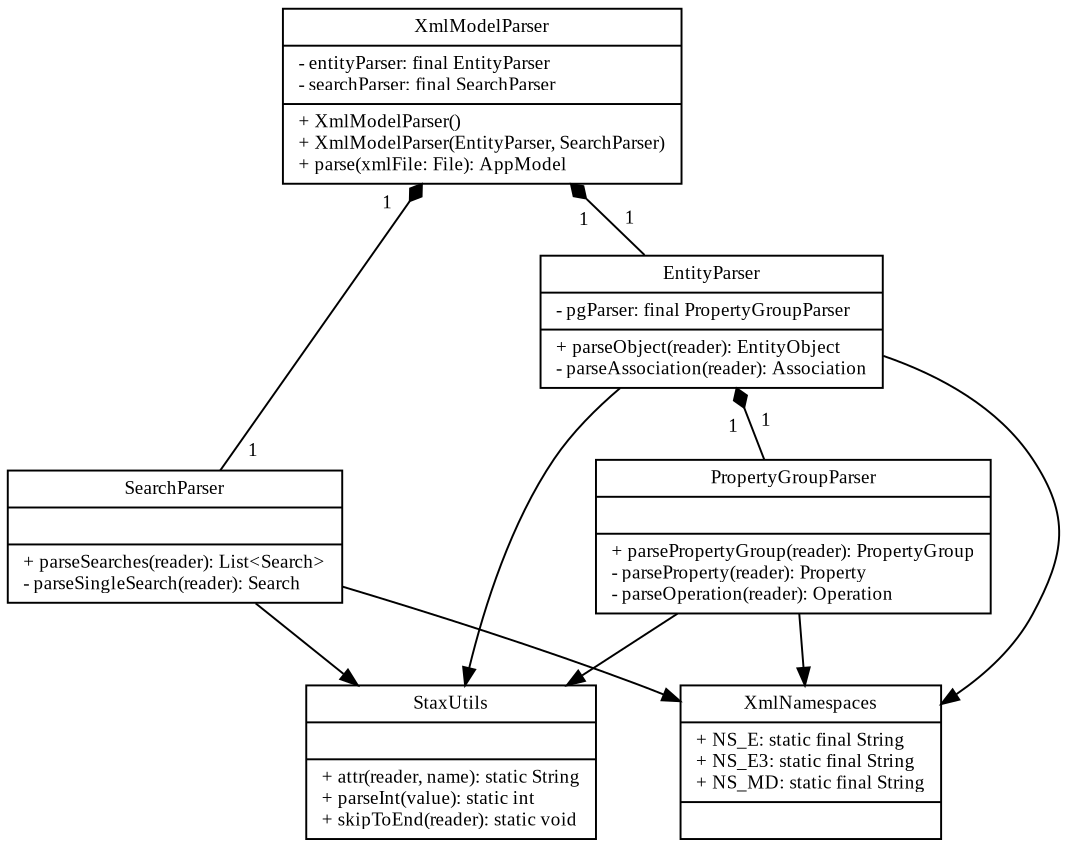 XmlModelParser
- entityParser: final EntityParser
- searchParser: final SearchParser
+ XmlModelParser()
+ XmlModelParser(EntityParser, SearchParser)
+ parse(xmlFile: File): AppModel
1
1
1
EntityParser
- pgParser: final PropertyGroupParser
+ parseObject(reader): EntityObject
- parseAssociation(reader): Association
1
1
1
SearchParser
+ parseSearches(reader): List<Search>
- parseSingleSearch(reader): Search
PropertyGroupParser
+ parsePropertyGroup(reader): PropertyGroup
- parseProperty(reader): Property
- parseOperation(reader): Operation
StaxUtils
+ attr(reader, name): static String
+ parseInt(value): static int
+ skipToEnd(reader): static void
XmlNamespaces
+ NS_E: static final String
+ NS_E3: static final String
+ NS_MD: static final String